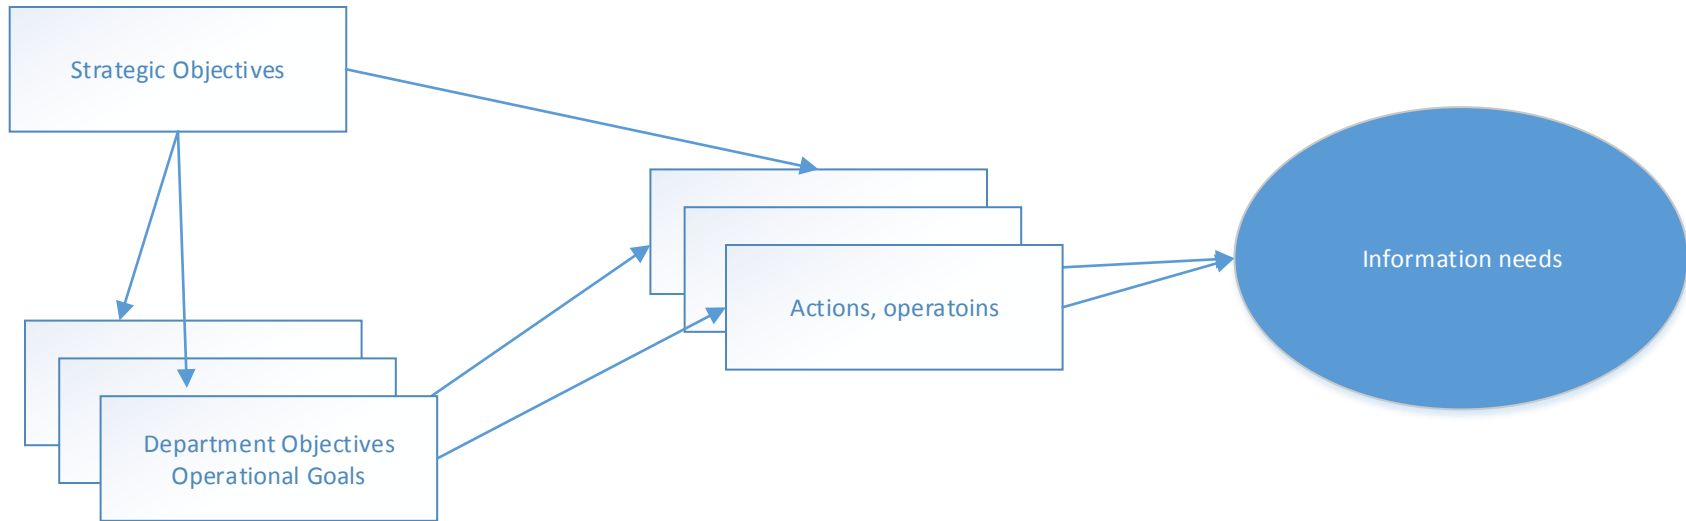 Strategic Objectives
Information needs
Actions, operatoins
Department Objectives
Operational Goals